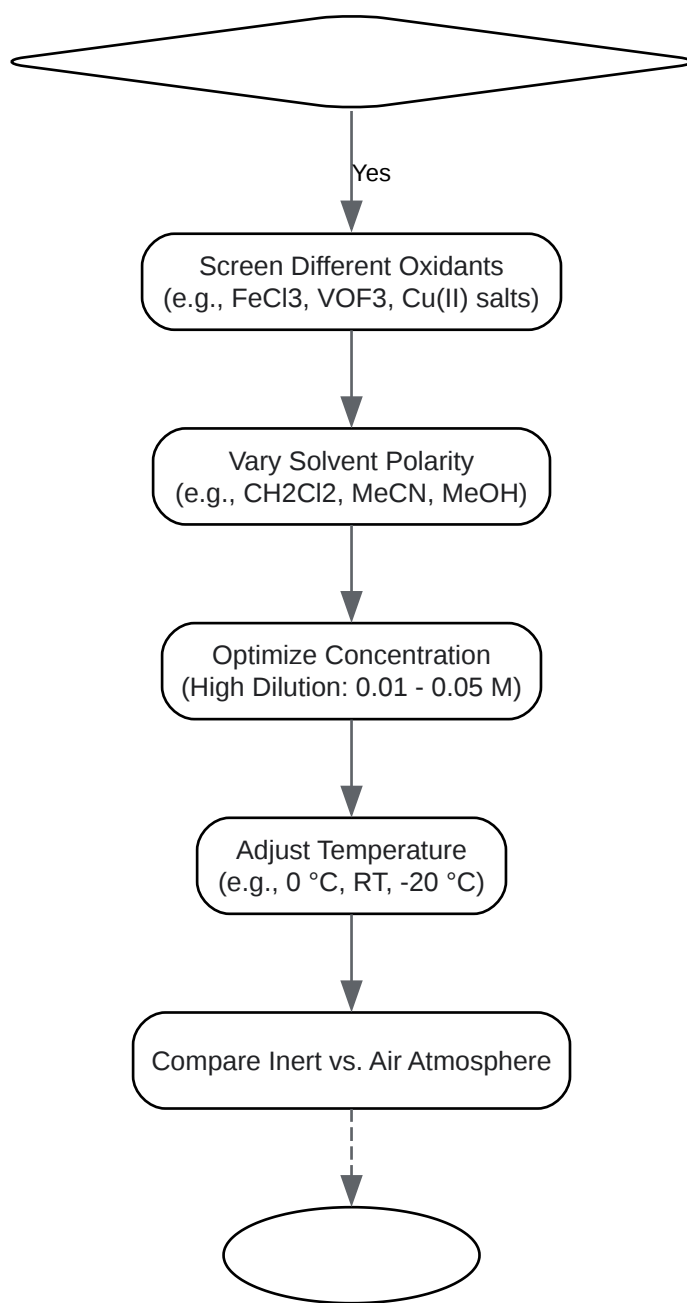 Yes
Screen Different Oxidants
(e.g., FeCl3, VOF3, Cu(II) salts)
Vary Solvent Polarity
(e.g., CH2Cl2, MeCN, MeOH)
Optimize Concentration
(High Dilution: 0.01 - 0.05 M)
Adjust Temperature
(e.g., 0 °C, RT, -20 °C)
Compare Inert vs. Air Atmosphere